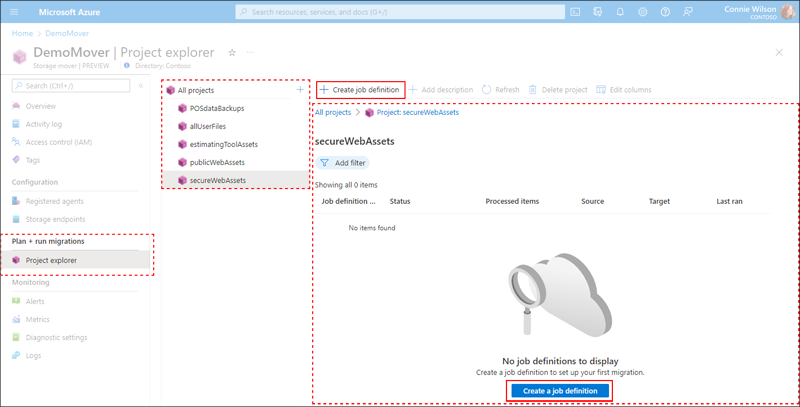 Microsoft Azure
Search resources, services, and docs (G+/)
Connie Wilson
CONTOSO
Home > DemoMover
DemoMover | Project explorer
Storage mover | PREVIEW
Directory: Contoso
Search (Ctrl+/)
Overview
Activity log
Access control (IAM)
Tags
Configuration
Registered agents
Storage endpoints
Plan + run migrations
Project explorer
Monitoring
Alerts
Metrics
Diagnostic settings
Logs
All projects
POSdataBackups
allUserFiles
estimatingToolAssets
publicWebAssets
secureWebAssets
Create job definition Add description Refresh Delete project Edit columns
All projects > Project: secureWebAssets
secureWebAssets
Add filter
Showing all 0 items
Job definition ... Status Processed items Source Target Last ran
No items found
No job definitions to display
Create a job definition to set up your first migration.
Create a job definition